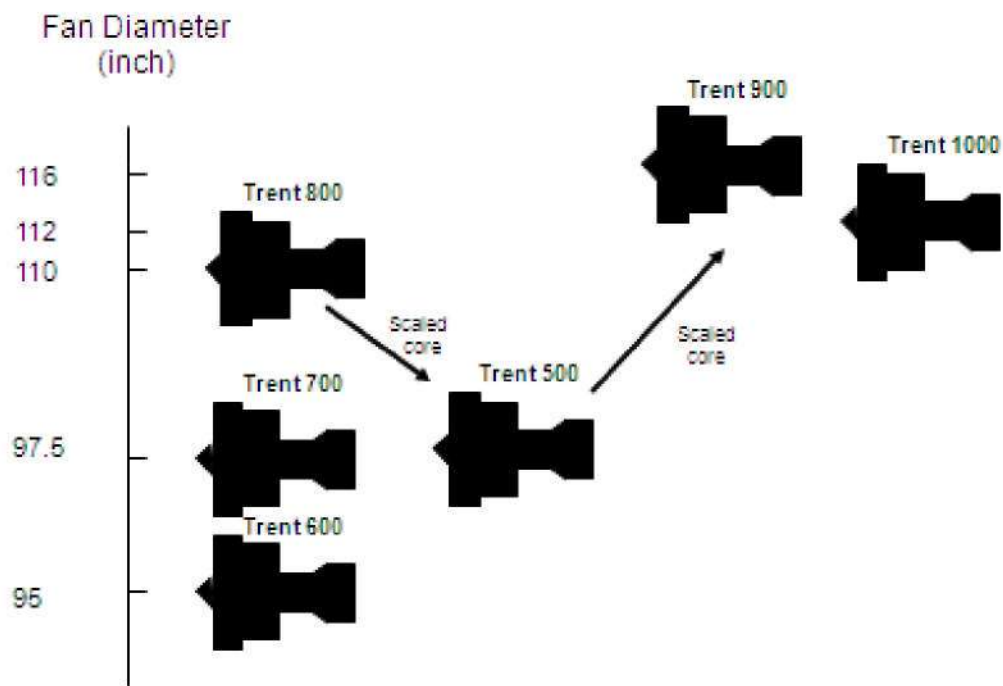 Fan Diameter
(inch)
Trent 900
Trent 1000
116
Trent 800
112
110
Scaled
core
Scaled
core
Trent 500
Trent 700
97.5
Trent 600
95